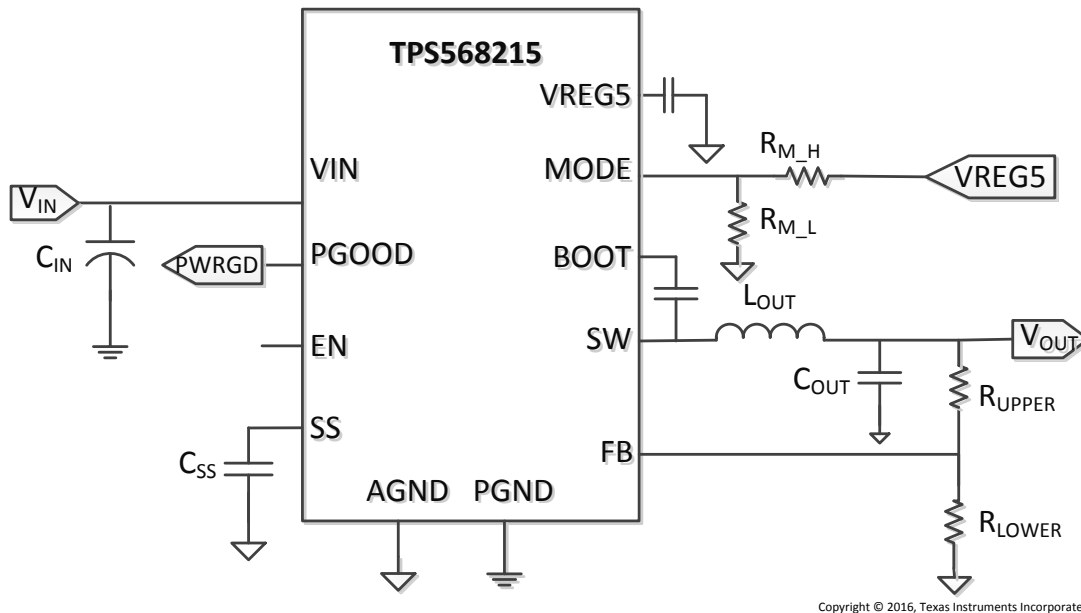 TPS568215
VREG5
VIN
MODE
R_M_H
VREG5
V_IN
R_M_L
C_IN
PWRGD
PGOOD
BOOT
L_OUT
EN
SW
V_OUT
C_OUT
R_UPPER
SS
FB
C_SS
AGND
PGND
R_LOWER
Copyright © 2016, Texas Instruments Incorporate